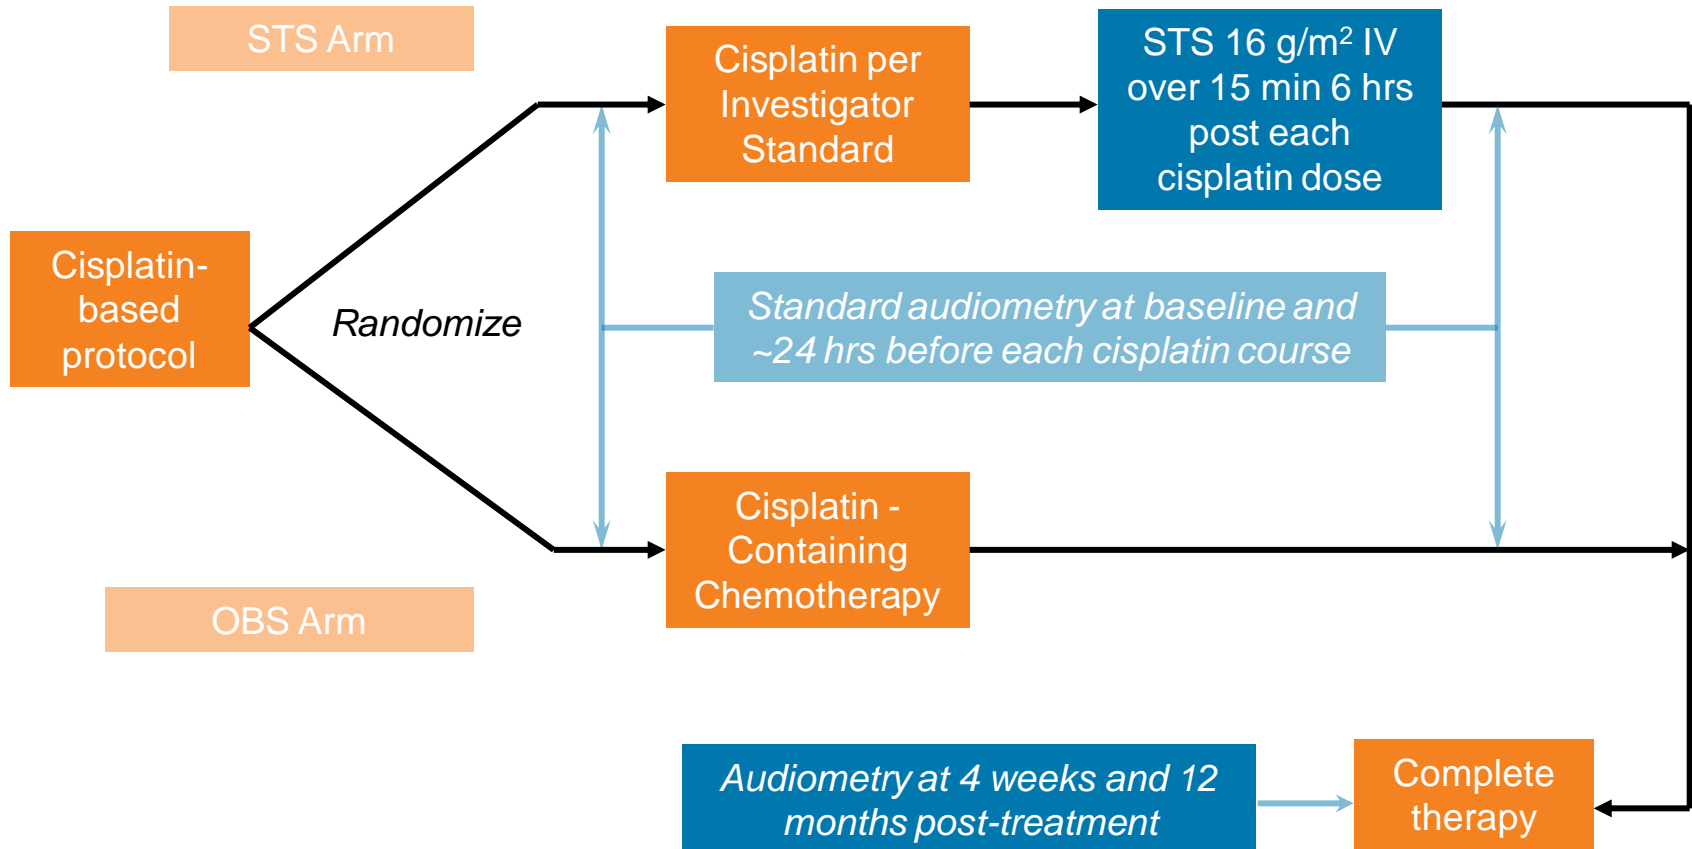 STS Arm
Cisplatin per
Investigator
Standard
STS 16 g/m² IV
over 15 min 6 hrs
post each
cisplatin dose
Cisplatin-
based
protocol
Randomize
Standard audiometry at baseline and
~24 hrs before each cisplatin course
Cisplatin -
Containing
Chemotherapy
OBS Arm
Audiometry at 4 weeks and 12
months post-treatment
Complete
therapy